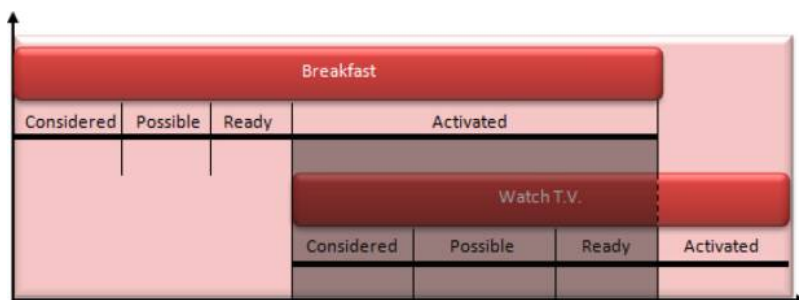 Breakfast
Considered Possible Ready Activated
Watch T.V.
Considered Possible Ready Activated